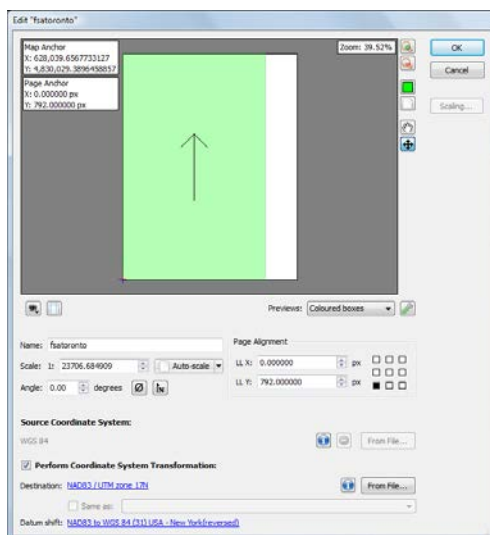 Edit "fsatoronto"
Map Anchor
X: 628,039.6567733127
Y: 4,830,029.3896458857
Page Anchor
X: 0.000000 px
Y: 792.000000 px
Zoom: 39.52%
OK
Cancel
Scaling...
Previews: Coloured boxes
Name: fsatoronto
Scale: 1: 23706.684909
Auto-scale
Angle: 0.00 degrees
Page Alignment
LL X: 0.000000 px
LL Y: 792.000000 px
Source Coordinate System:
WGS 84
From File...
Perform Coordinate System Transformation:
Destination: NAD83 / UTM zone 17N
From File...
Same as:
Datum shift: NAD83 to WGS 84 (31) USA - New York(reversed)